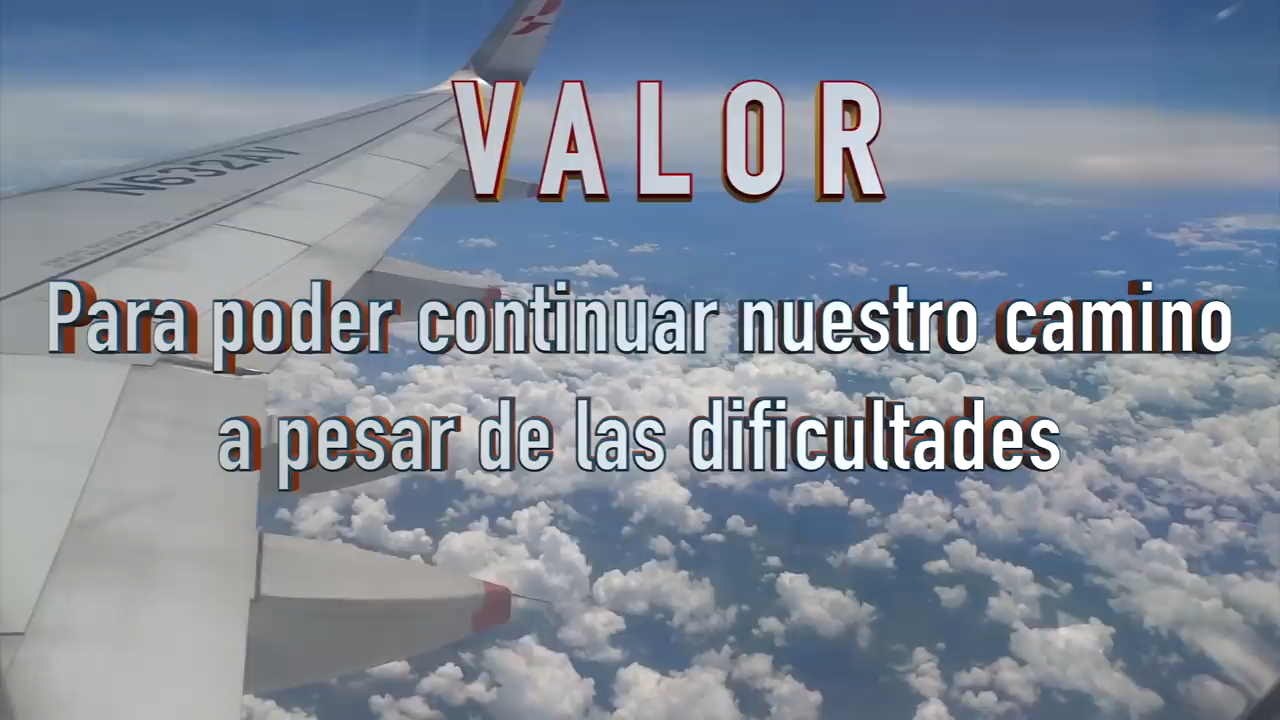 VALOR
N632AV
Para poder continuar nuestro camino
a pesar de las dificultades